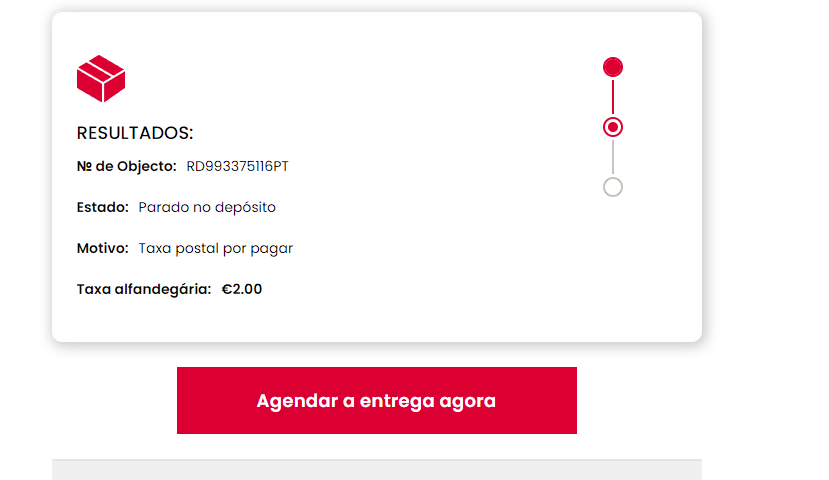 RESULTADOS:
№ de Objecto: RD993375116PT
Estado: Parado no depósito
Motivo: Taxa postal por pagar
Taxa alfandegária: €2.00
Agendar a entrega agora